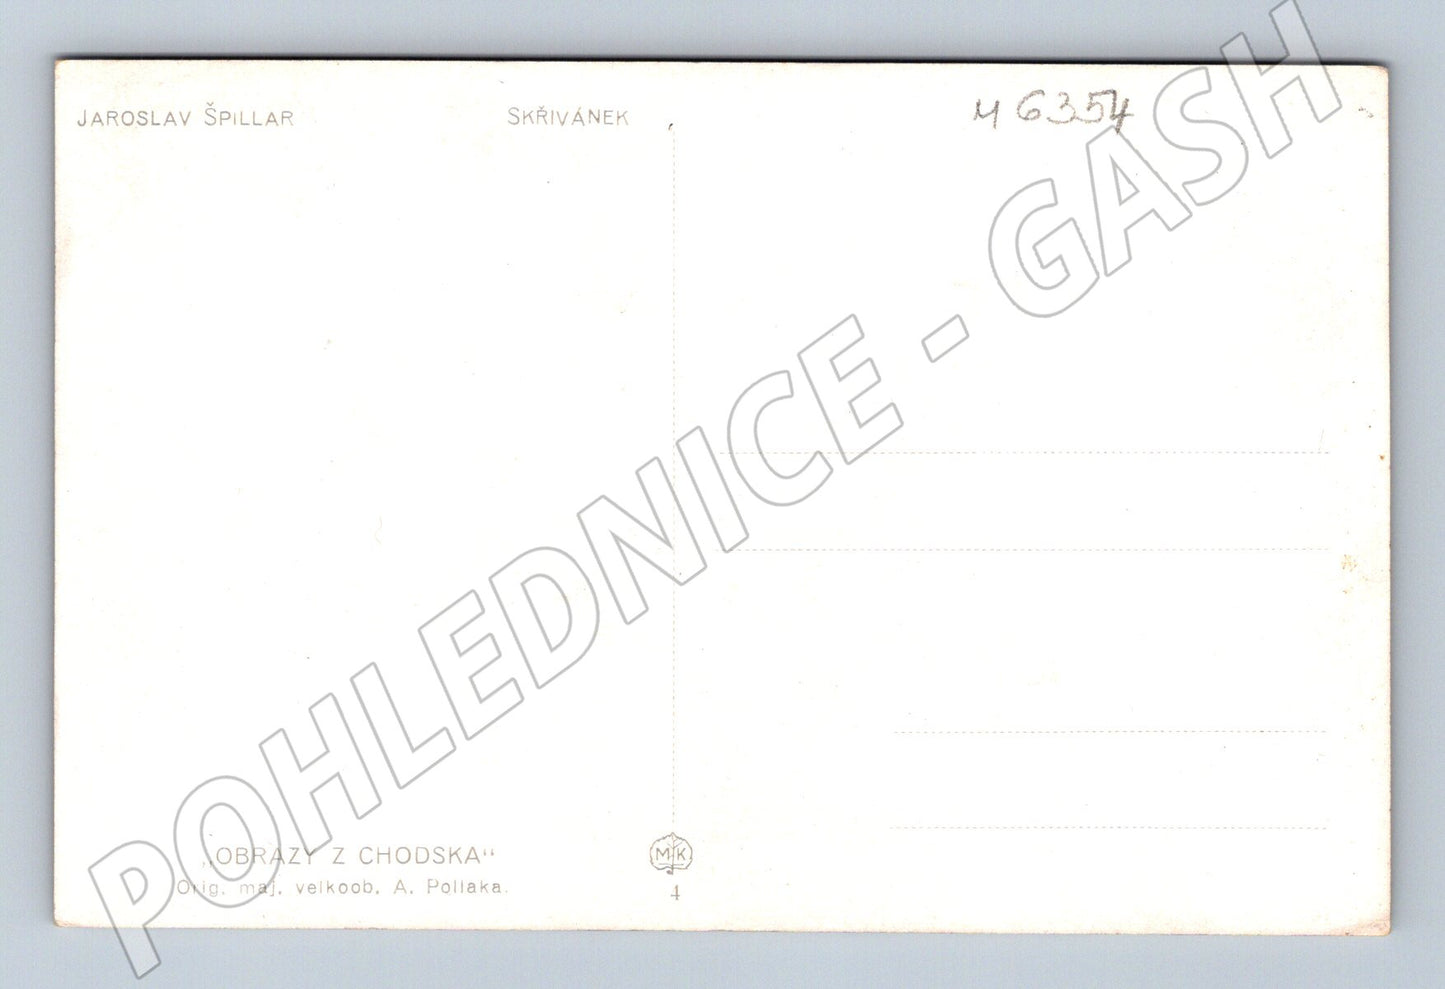 JAROSLAV ŠPILLAR
SKŘIVÁNEK
M 6354
POHLEDNICE - GASH
„OBRAZY Z CHODSKA"
Orig. maj. velkoob. A. Pollaka.
MK
4